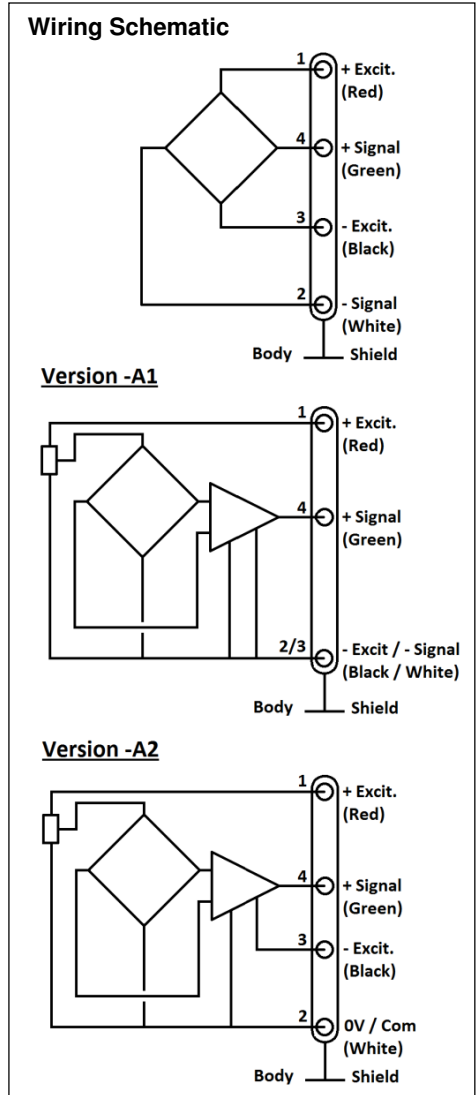 Wiring Schematic
1
+ Excit.
(Red)
4
+ Signal
(Green)
3
- Excit.
(Black)
2
- Signal
(White)
Body Shield
Version -A1
1
+ Excit.
(Red)
4
+ Signal
(Green)
2/3
- Excit / - Signal
(Black / White)
Body Shield
Version -A2
1
+ Excit.
(Red)
4
+ Signal
(Green)
3
- Excit.
(Black)
2
0V / Com
(White)
Body Shield